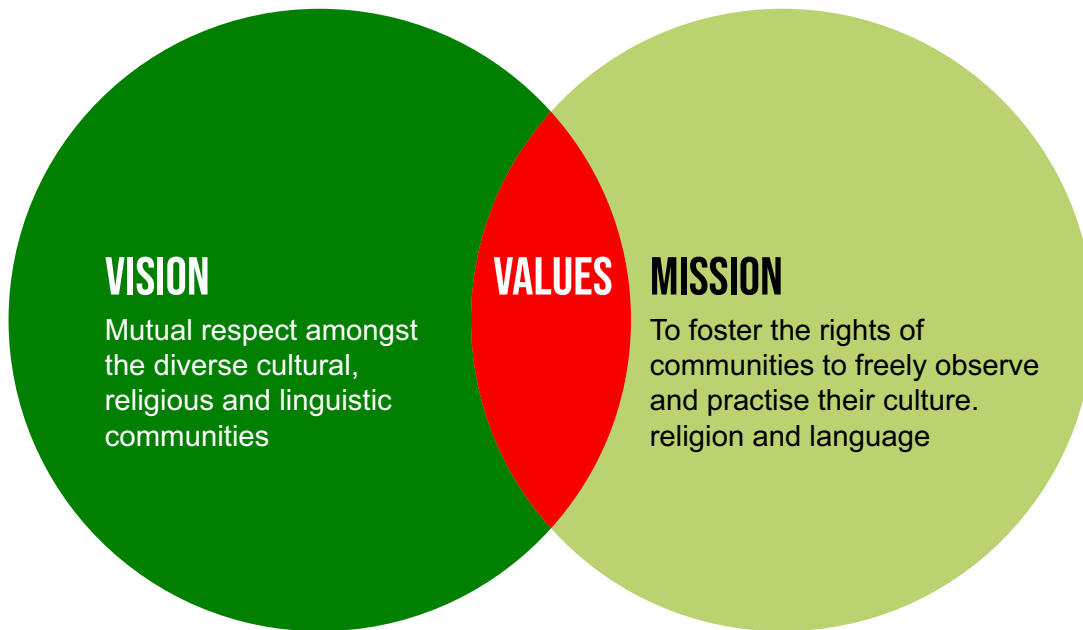 VISION
Mutual respect amongst
the diverse cultural,
religious and linguistic
communities
VALUES
MISSION
To foster the rights of
communities to freely observe
and practise their culture.
religion and language